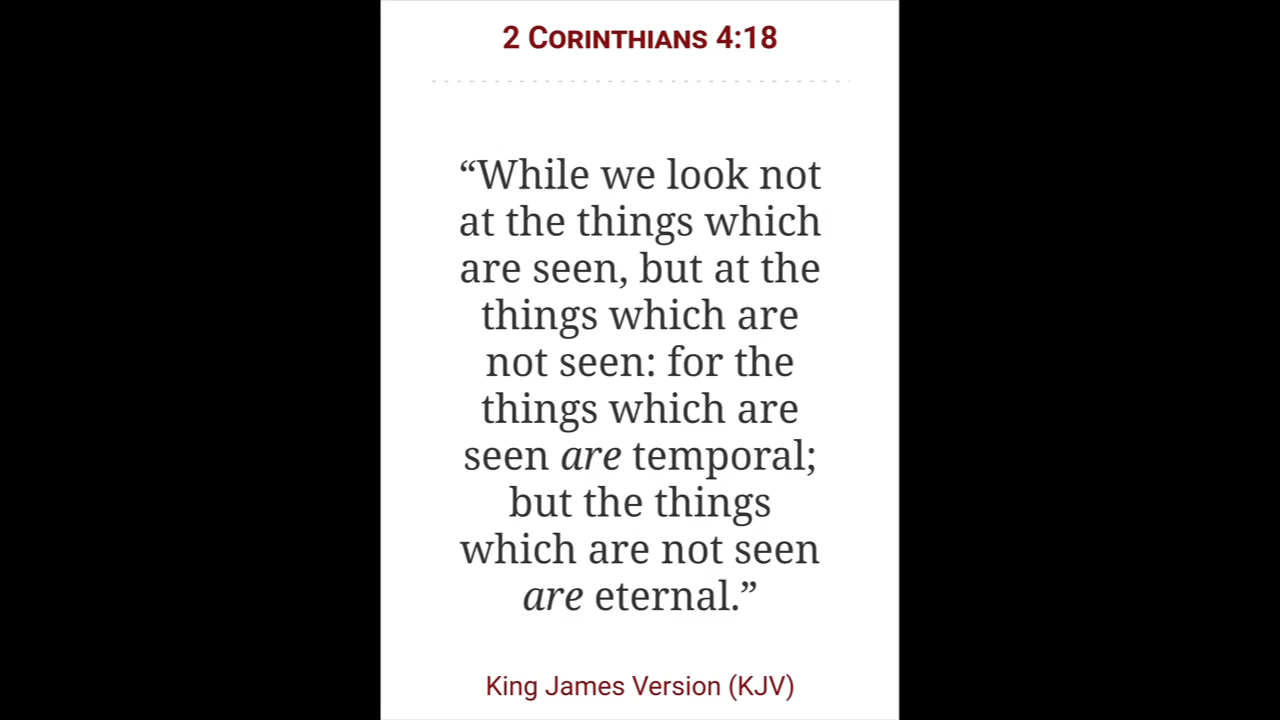 2 Corinthians 4:18
“While we look not
at the things which
are seen, but at the
things which are
not seen: for the
things which are
seen are temporal;
but the things
which are not seen
are eternal.”
King James Version (KJV)